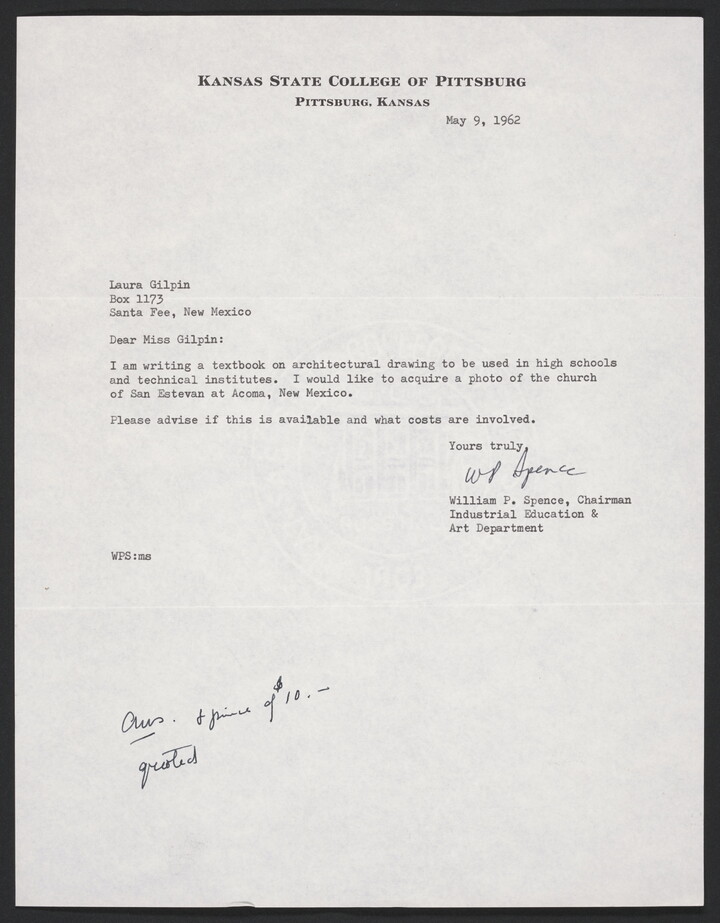 KANSAS STATE COLLEGE OF PITTSBURG
PITTSBURG, KANSAS
May 9, 1962
Laura Gilpin
Box 1173
Santa Fee, New Mexico
Dear Miss Gilpin:
I am writing a textbook on architectural drawing to be used in high schools
and technical institutes. I would like to acquire a photo of the church
of San Estevan at Acoma, New Mexico.
Please advise if this is available and what costs are involved.
Yours truly,
WP Spence
William P. Spence, Chairman
Industrial Education &
Art Department
WPS:ms
Ans. & price of $10.—
quoted